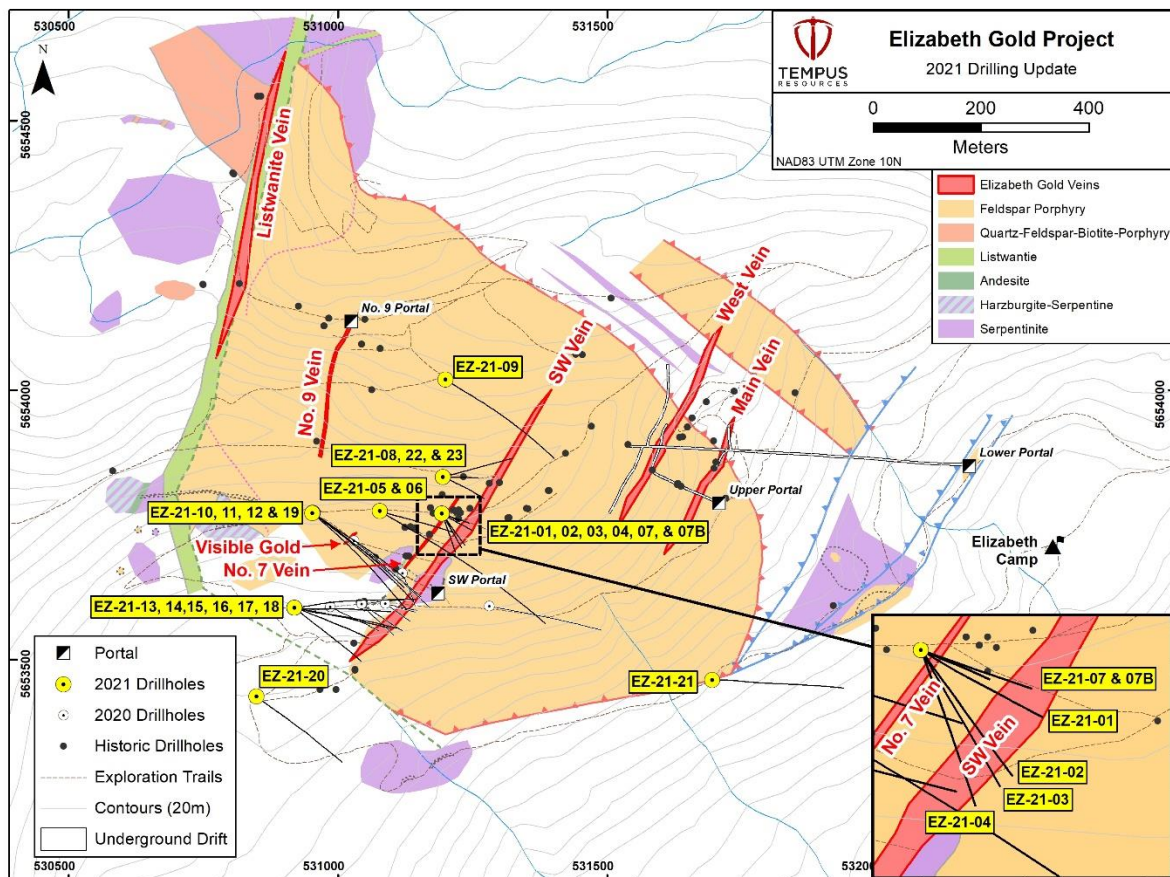 530500
531000
531500
5654500
5654000
5653500
5654000
530500
531000
532
N
TEMPUS
RESOURCES
Elizabeth Gold Project
2021 Drilling Update
0 200 400
Meters
NAD83 UTM Zone 10N
Elizabeth Gold Veins
Feldspar Porphyry
Quartz-Feldspar-Biotite-Porphyry
Listwantie
Andesite
Harzburgite-Serpentine
Serpentinite
Listwanite Vein
No. 9 Portal
No. 9 Vein
EZ-21-09
SW Vein
West Vein
Main Vein
Lower Portal
Upper Portal
EZ-21-08, 22, & 23
EZ-21-05 & 06
EZ-21-10, 11, 12 & 19
EZ-21-01, 02, 03, 04, 07, & 07B
Visible Gold
No. 7 Vein
SW Portal
Elizabeth
Camp
EZ-21-13, 14,15, 16, 17, 18
EZ-21-20
EZ-21-21
Portal
2021 Drillholes
2020 Drillholes
Historic Drillholes
Exploration Trails
Contours (20m)
Underground Drift
No. 7 Vein
SW Vein
EZ-21-07 & 07B
EZ-21-01
EZ-21-02
EZ-21-03
EZ-21-04